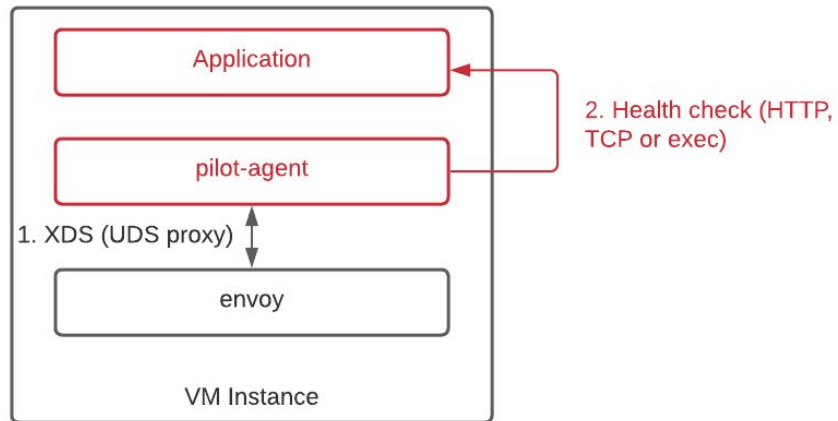 Application
2. Health check (HTTP,
TCP or exec)
pilot-agent
1. XDS (UDS proxy)
envoy
VM Instance